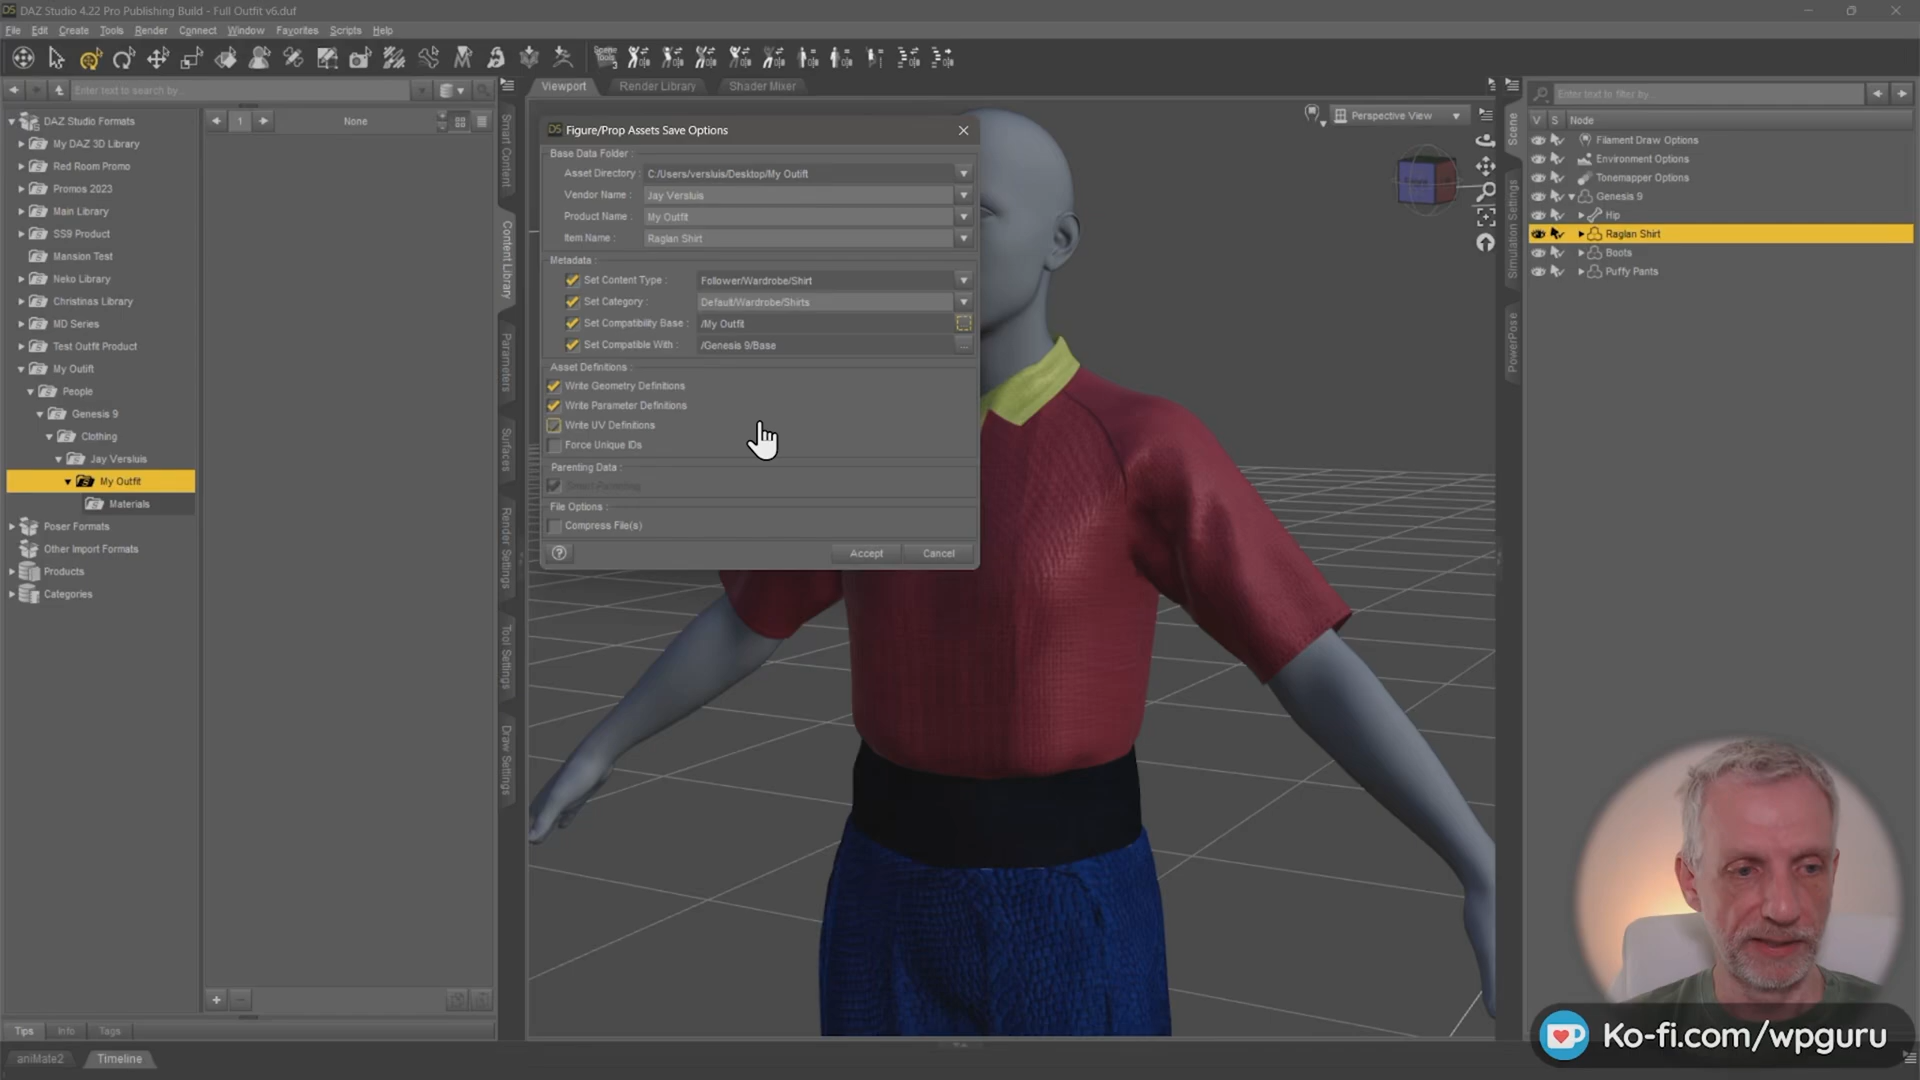 DAZ Studio 4.22 Pro Publishing Build - Full Outfit v6.duf
File Edit Create Tools Render Connect Window Favorites Scripts Help
Enter text to search by...
DAZ Studio Formats
My DAZ 3D Library
Red Room Promo
Promos 2023
Main Library
SS9 Product
Mansion Test
Neko Library
Christinas Library
MD Series
Test Outfit Product
My Outfit
People
Genesis 9
Clothing
Jay Versluis
My Outfit
Materials
Poser Formats
Other Import Formats
Products
Categories
1
None
Tips Info Tags
aniMate2 Timeline
Smart Content
Content Library
Parameters
Surfaces
Render Settings
Tool Settings
Draw Settings
Viewport Render Library Shader Mixer
Scene Tools 3
Perspective View
Figure/Prop Assets Save Options
Base Data Folder :
Asset Directory : C:/Users/versluis/Desktop/My Outfit
Vendor Name : Jay Versluis
Product Name : My Outfit
Item Name : Raglan Shirt
Metadata :
Set Content Type : Follower/Wardrobe/Shirt
Set Category : Default/Wardrobe/Shirts
Set Compatibility Base : /My Outfit
Set Compatible With : /Genesis 9/Base
Asset Definitions :
Write Geometry Definitions
Write Parameter Definitions
Write UV Definitions
Force Unique IDs
Parenting Data :
Smart Parenting
File Options :
Compress File(s)
Accept Cancel
Scene
Simulation Settings
PowerPose
Enter text to filter by...
V S Node
Filament Draw Options
Environment Options
Tonemapper Options
Genesis 9
Hip
Raglan Shirt
Boots
Puffy Pants
Ko-fi.com/wpguru